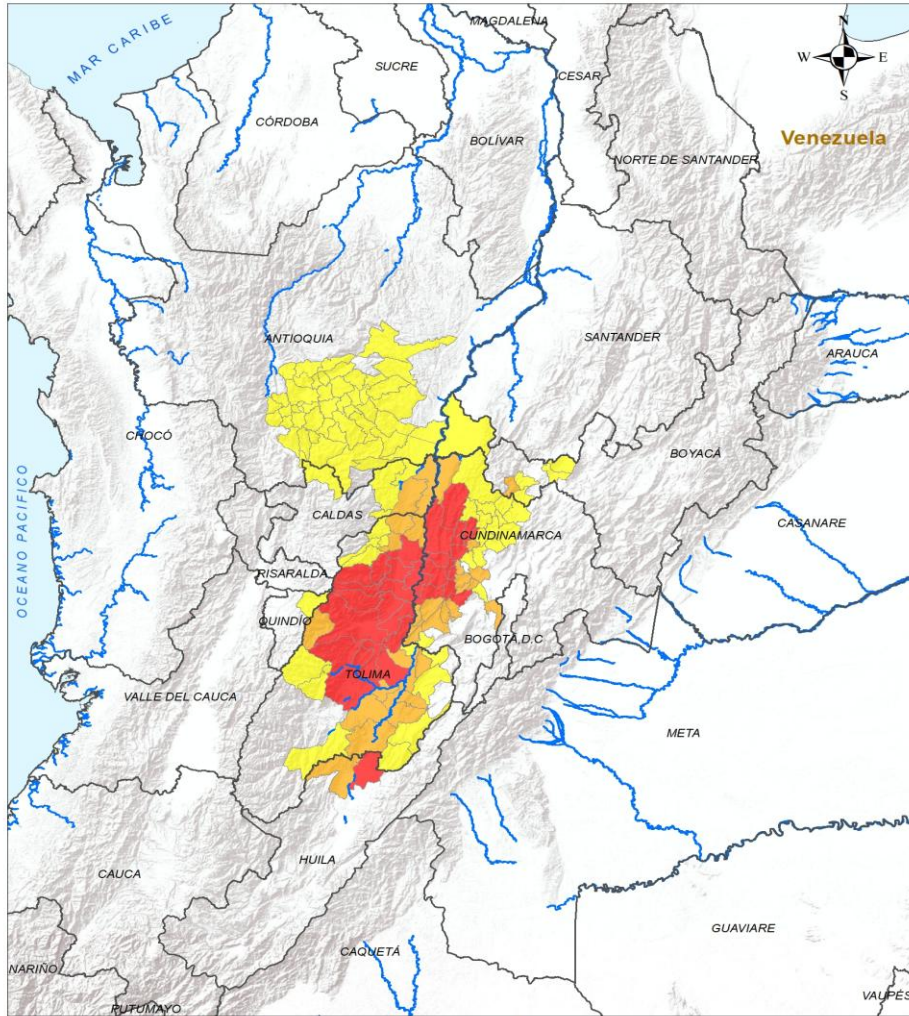 MAGDALENA
N
MAR CARIBE
SUCRE
CESAR
W
E
S
CÓRDOBA
BOLÍVAR
Venezuela
NORTE DE SANTANDER
ANTIOQUIA
SANTANDER
ARAUCA
CHOCÓ
BOYACÁ
OCEANO PACIFICO
CALDAS
CASANARE
CUNDINAMARCA
RISARALDA
QUINDÍO
BOGOTÁ, D.C
TOLIMA
VALLE DEL CAUCA
META
HUILA
CAUCA
GUAVIARE
CAQUETÁ
NARIÑO
VAUPÉS
PUTUMAYO